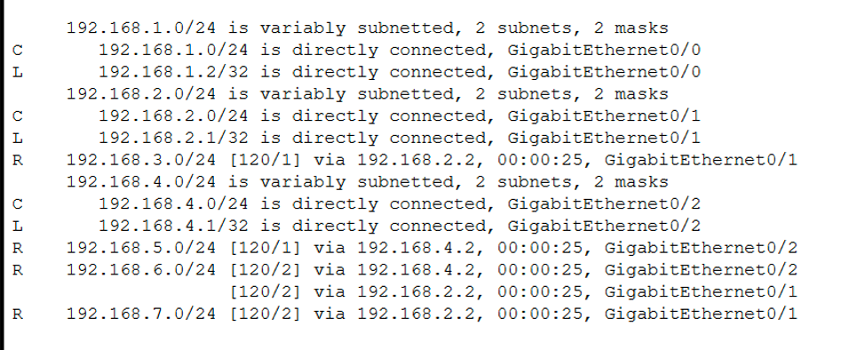 192.168.1.0/24 is variably subnetted, 2 subnets, 2 masks
C 192.168.1.0/24 is directly connected, GigabitEthernet0/0
L 192.168.1.2/32 is directly connected, GigabitEthernet0/0
192.168.2.0/24 is variably subnetted, 2 subnets, 2 masks
C 192.168.2.0/24 is directly connected, GigabitEthernet0/1
L 192.168.2.1/32 is directly connected, GigabitEthernet0/1
R 192.168.3.0/24 [120/1] via 192.168.2.2, 00:00:25, GigabitEthernet0/1
192.168.4.0/24 is variably subnetted, 2 subnets, 2 masks
C 192.168.4.0/24 is directly connected, GigabitEthernet0/2
L 192.168.4.1/32 is directly connected, GigabitEthernet0/2
R 192.168.5.0/24 [120/1] via 192.168.4.2, 00:00:25, GigabitEthernet0/2
R 192.168.6.0/24 [120/2] via 192.168.4.2, 00:00:25, GigabitEthernet0/2
[120/2] via 192.168.2.2, 00:00:25, GigabitEthernet0/1
R 192.168.7.0/24 [120/2] via 192.168.2.2, 00:00:25, GigabitEthernet0/1